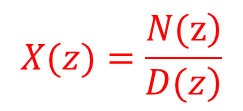 X(z) = N(z)/D(z)